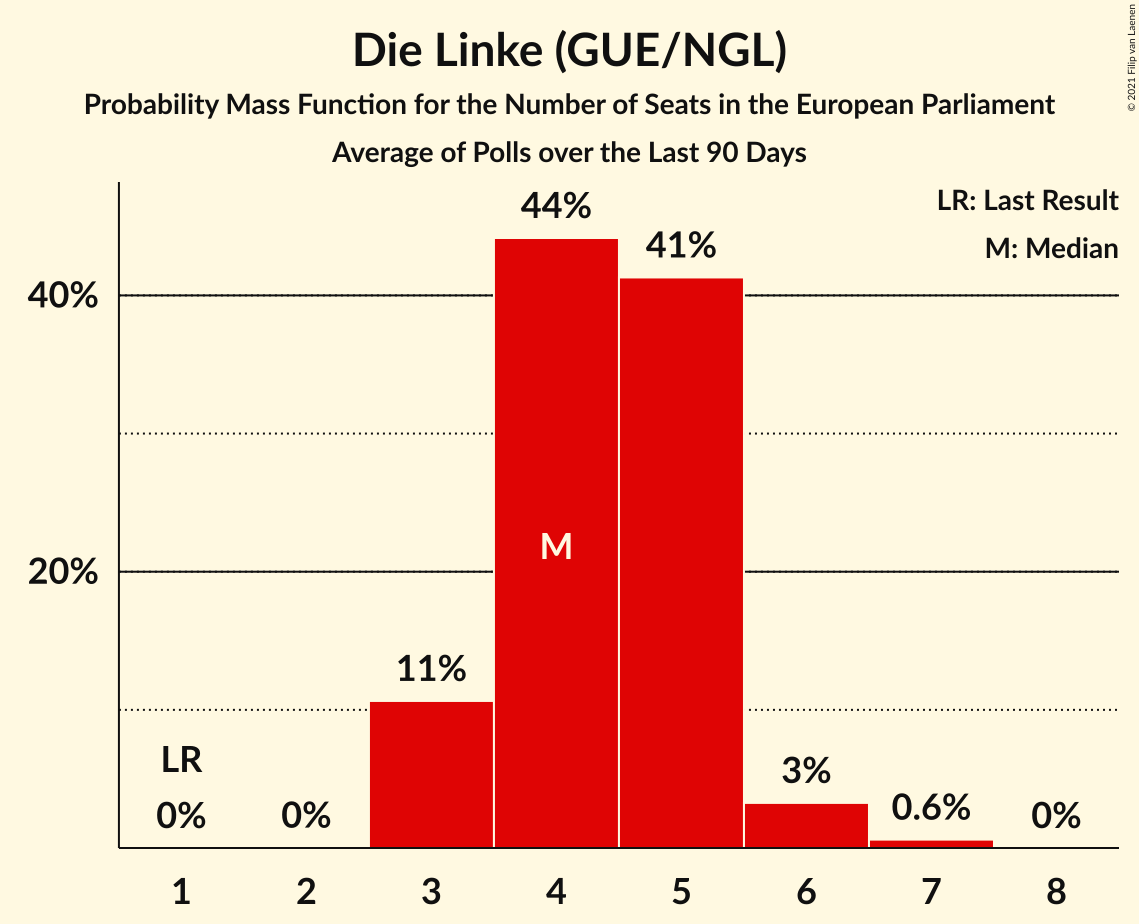 Die Linke (GUE/NGL)
Probability Mass Function for the Number of Seats in the European Parliament
Average of Polls over the Last 90 Days
© 2021 Filip van Laenen
LR: Last Result
M: Median
44%
41%
40%
M
20%
11%
LR
0%
0%
3%
0.6%
0%
1 2 3 4 5 6 7 8